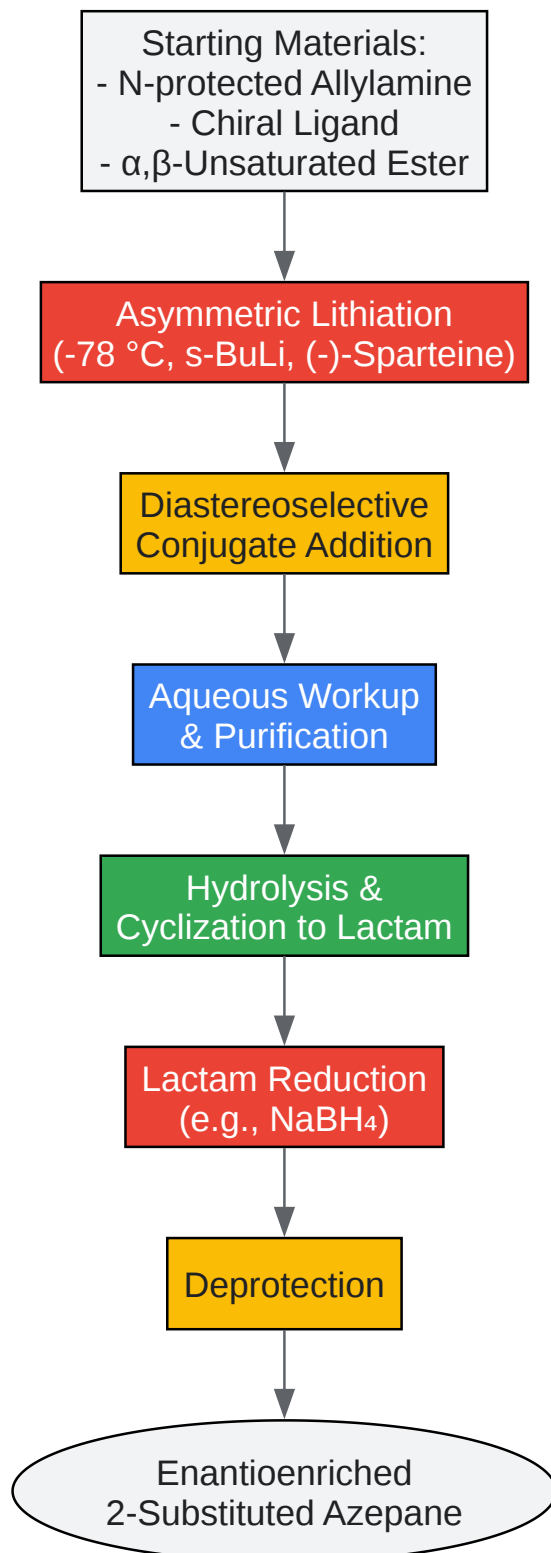 Starting Materials:
- N-protected Allylamine
- Chiral Ligand
- α,β-Unsaturated Ester
Asymmetric Lithiation
(-78 °C, s-BuLi, (-)-Sparteine)
Diastereoselective
Conjugate Addition
Aqueous Workup
& Purification
Hydrolysis &
Cyclization to Lactam
Lactam Reduction
(e.g., NaBH₄)
Deprotection
Enantioenriched
2-Substituted Azepane